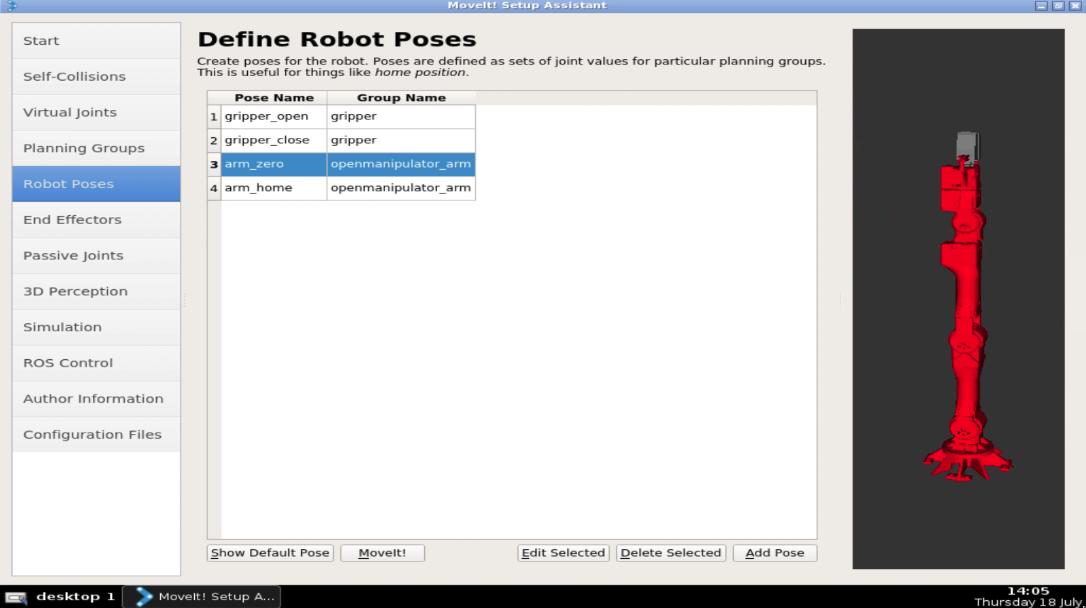 MoveIt! Setup Assistant
Start
Self-Collisions
Virtual Joints
Planning Groups
Robot Poses
End Effectors
Passive Joints
3D Perception
Simulation
ROS Control
Author Information
Configuration Files
Define Robot Poses
Create poses for the robot. Poses are defined as sets of joint values for particular planning groups.
This is useful for things like home position.
Pose Name Group Name
1 gripper_open gripper
2 gripper_close gripper
3 arm_zero openmanipulator_arm
4 arm_home openmanipulator_arm
Show Default Pose MoveIt! Edit Selected Delete Selected Add Pose
desktop 1 MoveIt! Setup A... 14:05
Thursday 18 July